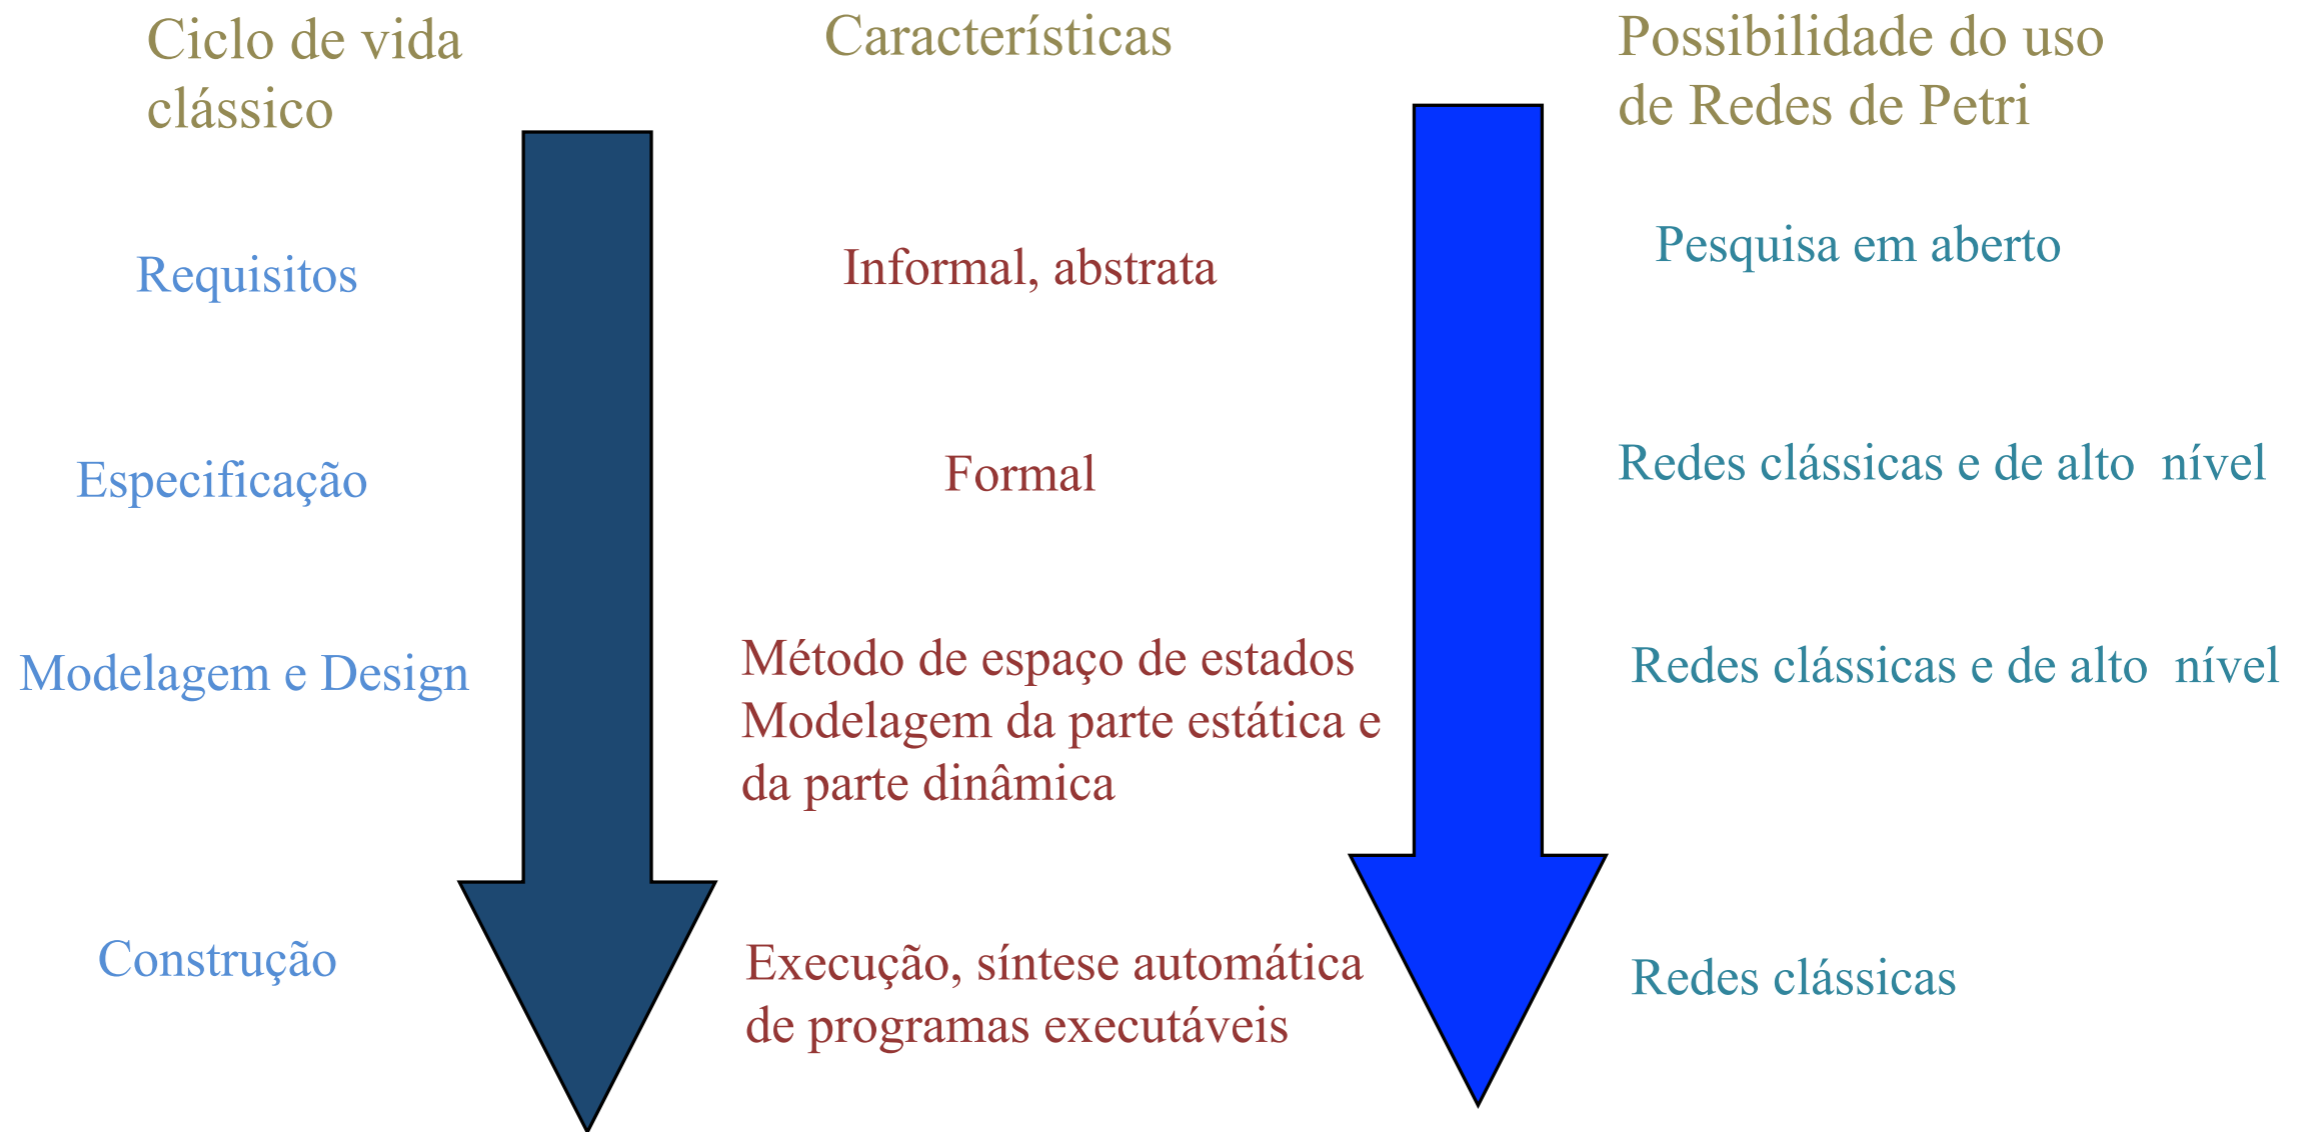 Ciclo de vida
clássico
Características
Possibilidade do uso
de Redes de Petri
Requisitos
Informal, abstrata
Pesquisa em aberto
Especificação
Formal
Redes clássicas e de alto nível
Modelagem e Design
Método de espaço de estados
Modelagem da parte estática e
da parte dinâmica
Redes clássicas e de alto nível
Construção
Execução, síntese automática
de programas executáveis
Redes clássicas